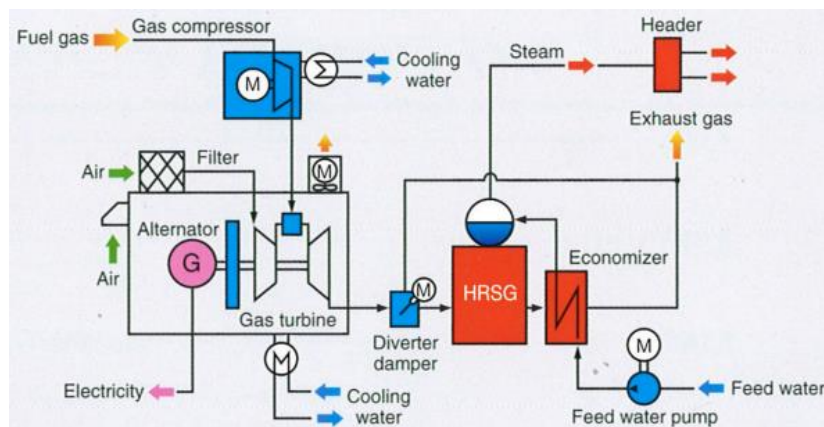 Gas compressor
Fuel gas
Cooling
water
M
Σ
Steam
Header
Exhaust gas
Filter
Air
M
Alternator
G
Air
Gas turbine
M
HRSG
Economizer
Diverter
damper
M
M
Electricity
Cooling
water
Feed water
Feed water pump